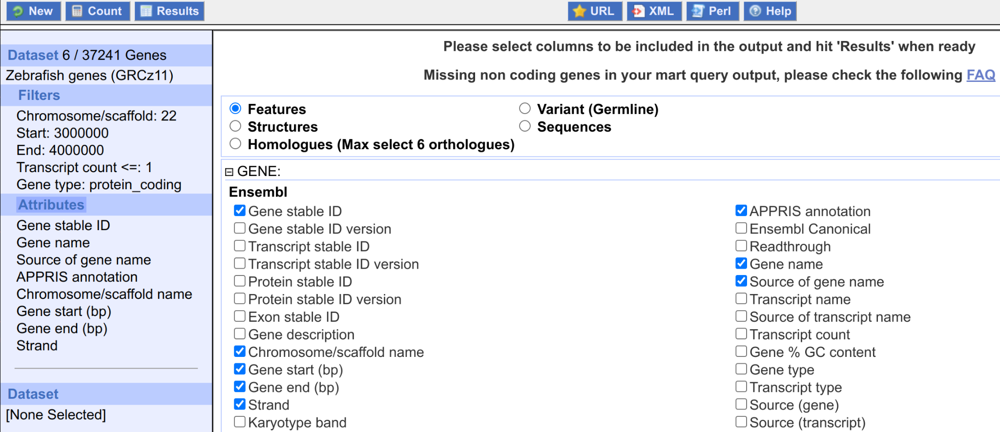 New Count Results URL XML Perl Help
Dataset 6 / 37241 Genes
Zebrafish genes (GRCz11)
Filters
Chromosome/scaffold: 22
Start: 3000000
End: 4000000
Transcript count <=: 1
Gene type: protein_coding
Attributes
Gene stable ID
Gene name
Source of gene name
APPRIS annotation
Chromosome/scaffold name
Gene start (bp)
Gene end (bp)
Strand
Dataset
[None Selected]
Please select columns to be included in the output and hit 'Results' when ready
Missing non coding genes in your mart query output, please check the following FAQ
Features
Structures
Homologues (Max select 6 orthologues)
Variant (Germline)
Sequences
GENE:
Ensembl
Gene stable ID
Gene stable ID version
Transcript stable ID
Transcript stable ID version
Protein stable ID
Protein stable ID version
Exon stable ID
Gene description
Chromosome/scaffold name
Gene start (bp)
Gene end (bp)
Strand
Karyotype band
APPRIS annotation
Ensembl Canonical
Readthrough
Gene name
Source of gene name
Transcript name
Source of transcript name
Transcript count
Gene % GC content
Gene type
Transcript type
Source (gene)
Source (transcript)